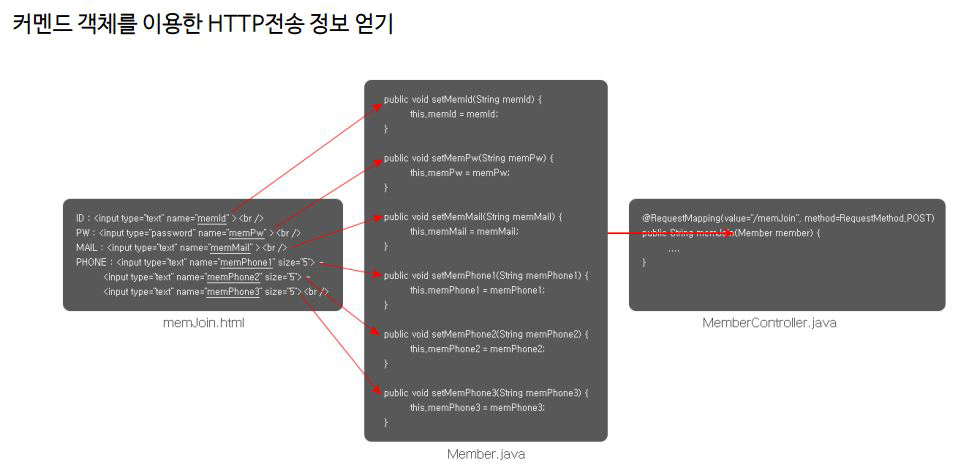 커멘드 객체를 이용한 HTTP전송 정보 얻기
ID : <input type="text" name="memId" ><br />
PW : <input type="password" name="memPw" ><br />
MAIL : <input type="text" name="memMail" ><br />
PHONE : <input type="text" name="memPhone1" size="5"> -
<input type="text" name="memPhone2" size="5"> -
<input type="text" name="memPhone3" size="5"><br />
memJoin.html
public void setMemId(String memId) {
this.memId = memId;
}
public void setMemPw(String memPw) {
this.memPw = memPw;
}
public void setMemMail(String memMail) {
this.memMail = memMail;
}
public void setMemPhone1(String memPhone1) {
this.memPhone1 = memPhone1;
}
public void setMemPhone2(String memPhone2) {
this.memPhone2 = memPhone2;
}
public void setMemPhone3(String memPhone3) {
this.memPhone3 = memPhone3;
}
Member.java
@RequestMapping(value="/memJoin", method=RequestMethod.POST)
public String memJoin(Member member) {
....
}
MemberController.java